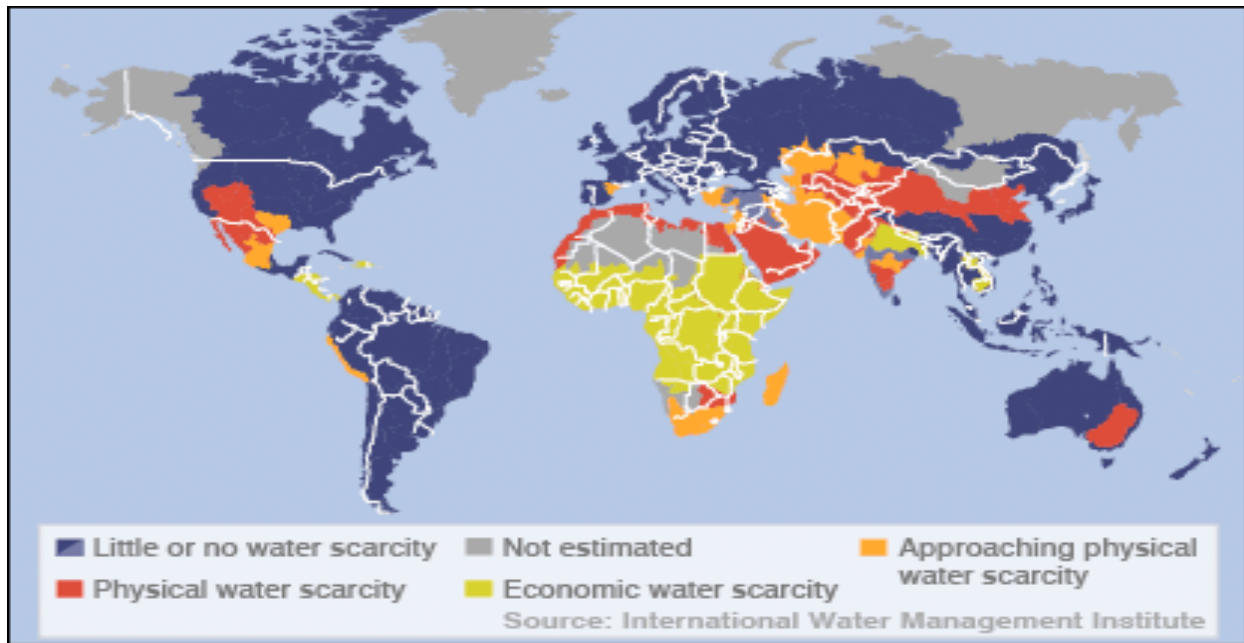 Little or no water scarcity
Not estimated
Approaching physical
water scarcity
Physical water scarcity
Economic water scarcity
Source: International Water Management Institute